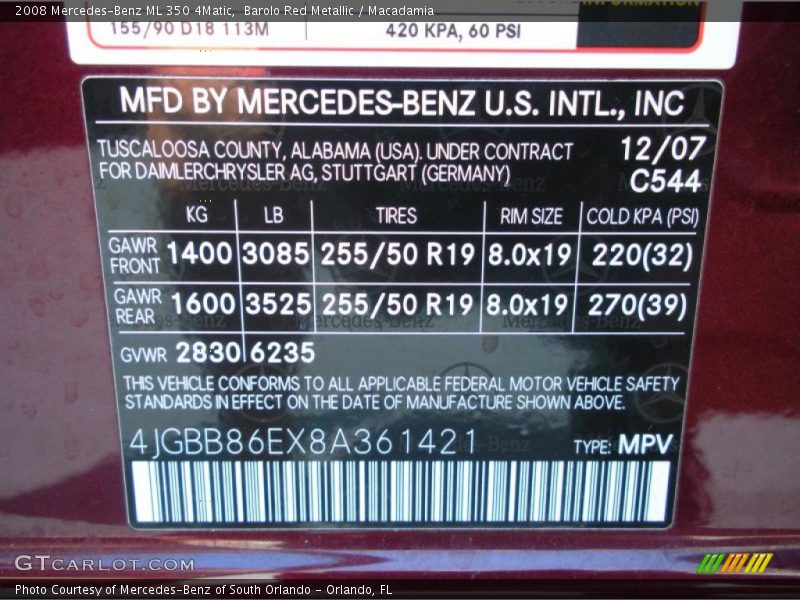 2008 Mercedes-Benz ML 350 4Matic, Barolo Red Metallic / Macadamia
155/90 D18 113M 420 KPA, 60 PSI
MFD BY MERCEDES-BENZ U.S. INTL., INC
TUSCALOOSA COUNTY, ALABAMA (USA). UNDER CONTRACT 12/07
FOR DAIMLERCHRYSLER AG, STUTTGART (GERMANY) C544
KG LB TIRES RIM SIZE COLD KPA (PSI)
GAWR FRONT 1400 3085 255/50 R19 8.0x19 220(32)
GAWR REAR 1600 3525 255/50 R19 8.0x19 270(39)
GVWR 2830 6235
THIS VEHICLE CONFORMS TO ALL APPLICABLE FEDERAL MOTOR VEHICLE SAFETY
STANDARDS IN EFFECT ON THE DATE OF MANUFACTURE SHOWN ABOVE.
4JGBB86EX8A361421 TYPE: MPV
GTCARLOT.COM
Photo Courtesy of Mercedes-Benz of South Orlando - Orlando, FL